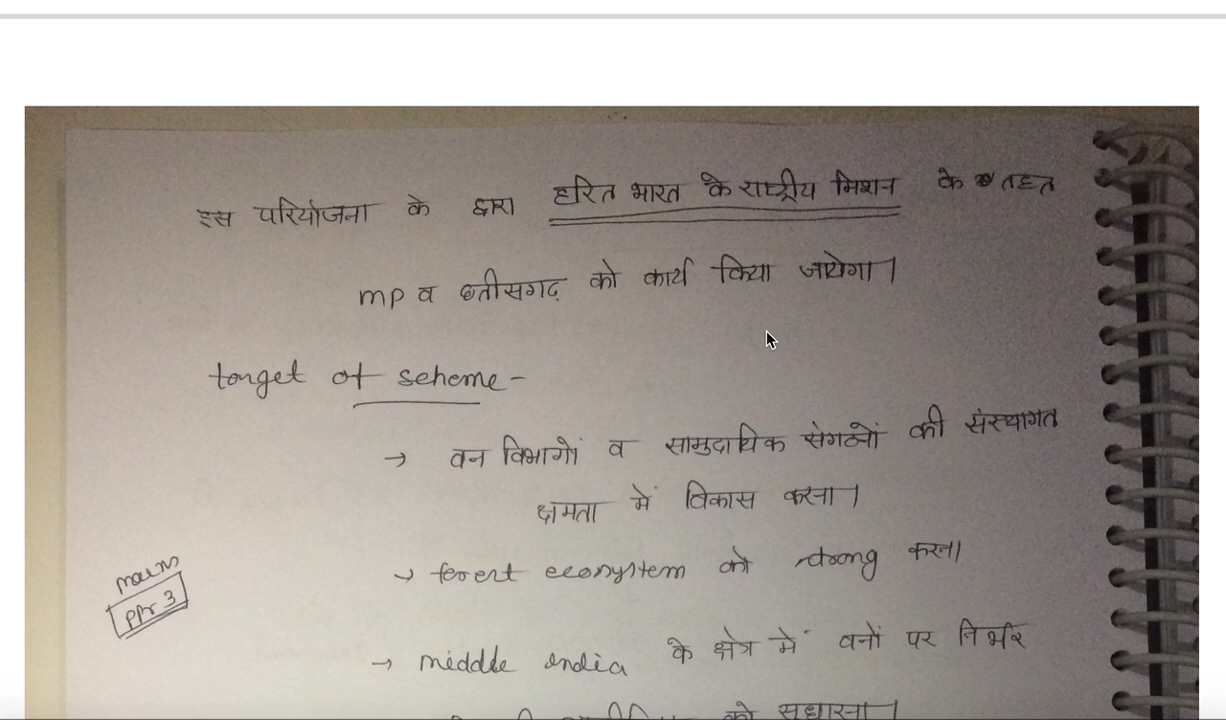 इस परियोजना के द्वारा हरित भारत के राष्ट्रीय मिशन के तहत
mp व छतीसगढ़ को कार्य किया जायेगा।
target of scheme -
→ वन विभागों व सामुदायिक संगठनों की संस्थागत
क्षमता में विकास करना।
→ forest ecosystem को strong करना।
mains
ppr 3
→ middle india के क्षेत्र में वनों पर निर्भर
को सुधारना।